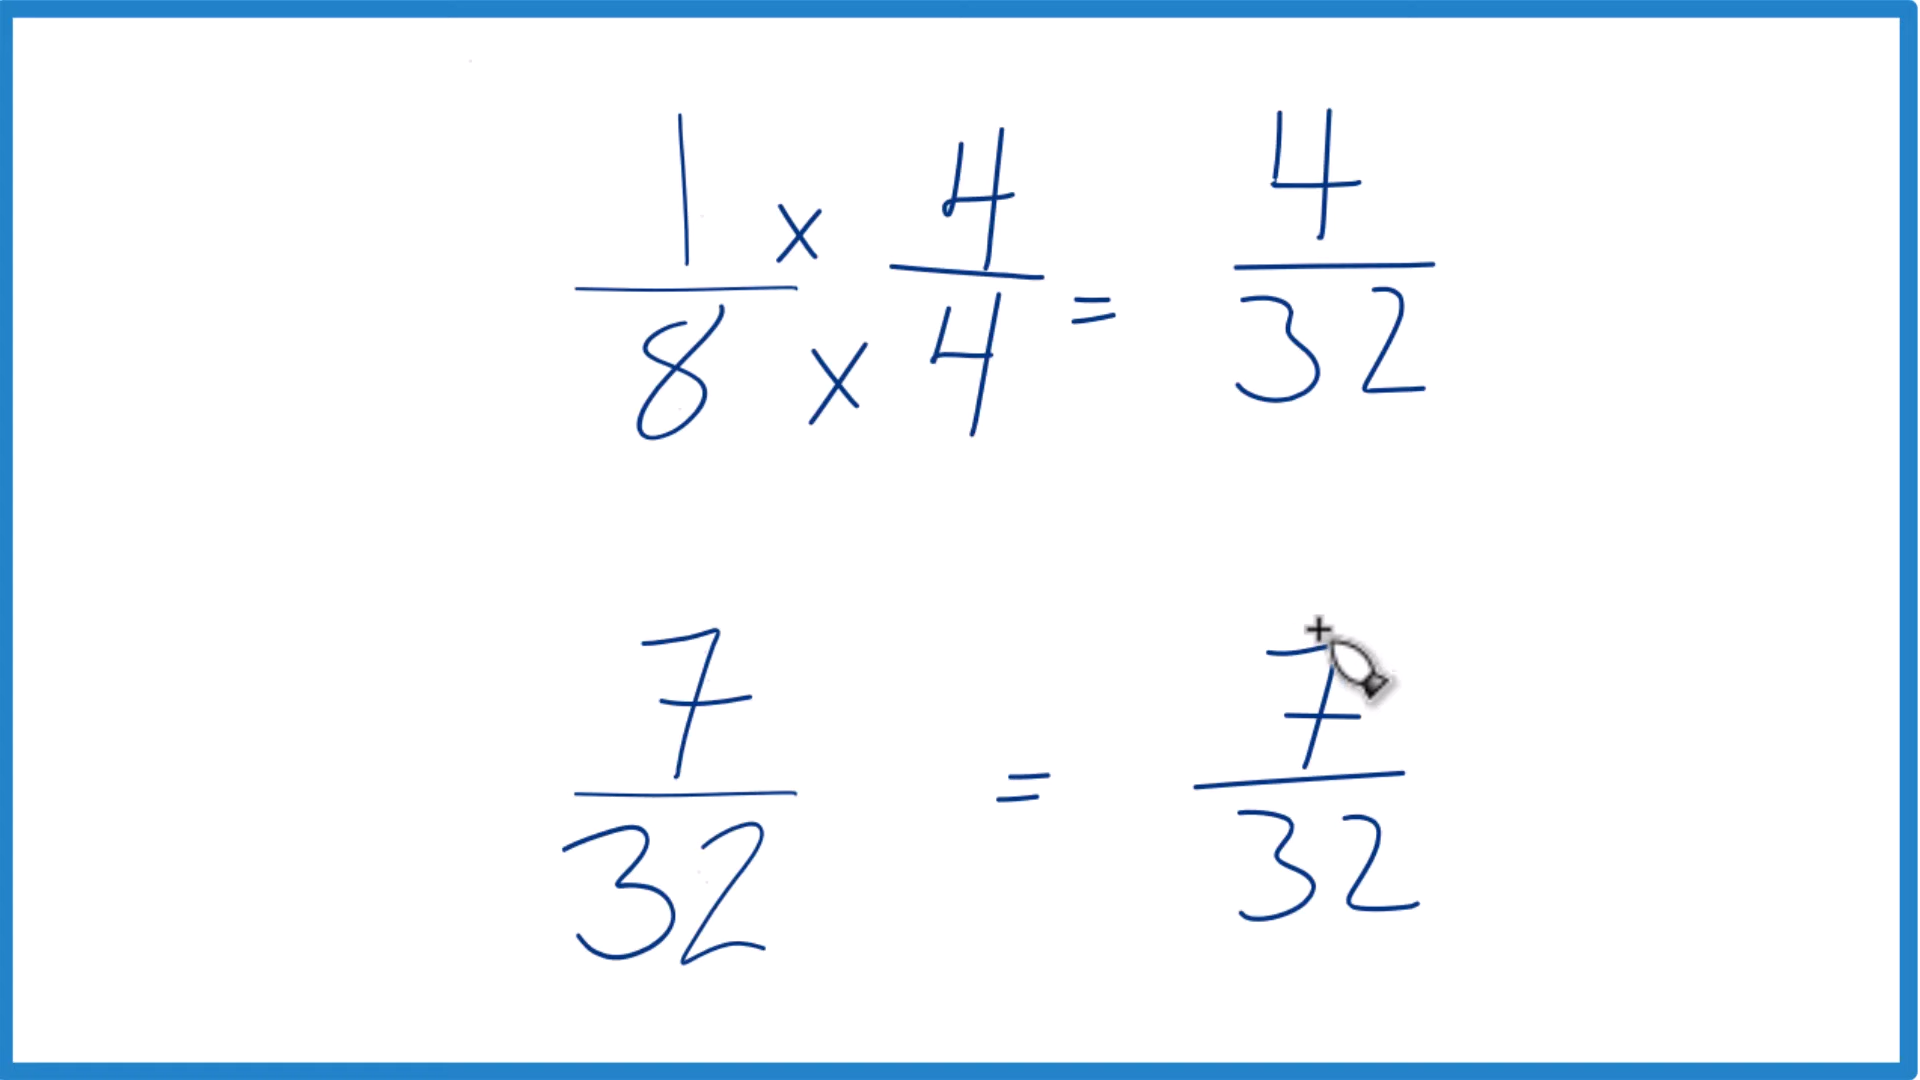 1/8 x 4/4 = 4/32
7/32 = 7/32